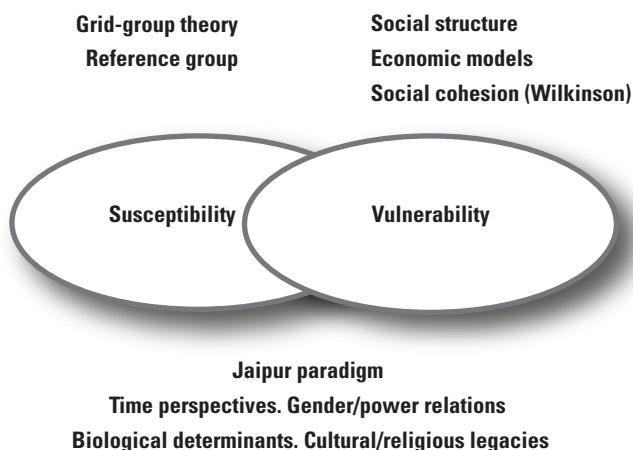 Grid-group theory
Reference group
Social structure
Economic models
Social cohesion (Wilkinson)
Susceptibility
Vulnerability
Jaipur paradigm
Time perspectives. Gender/power relations
Biological determinants. Cultural/religious legacies